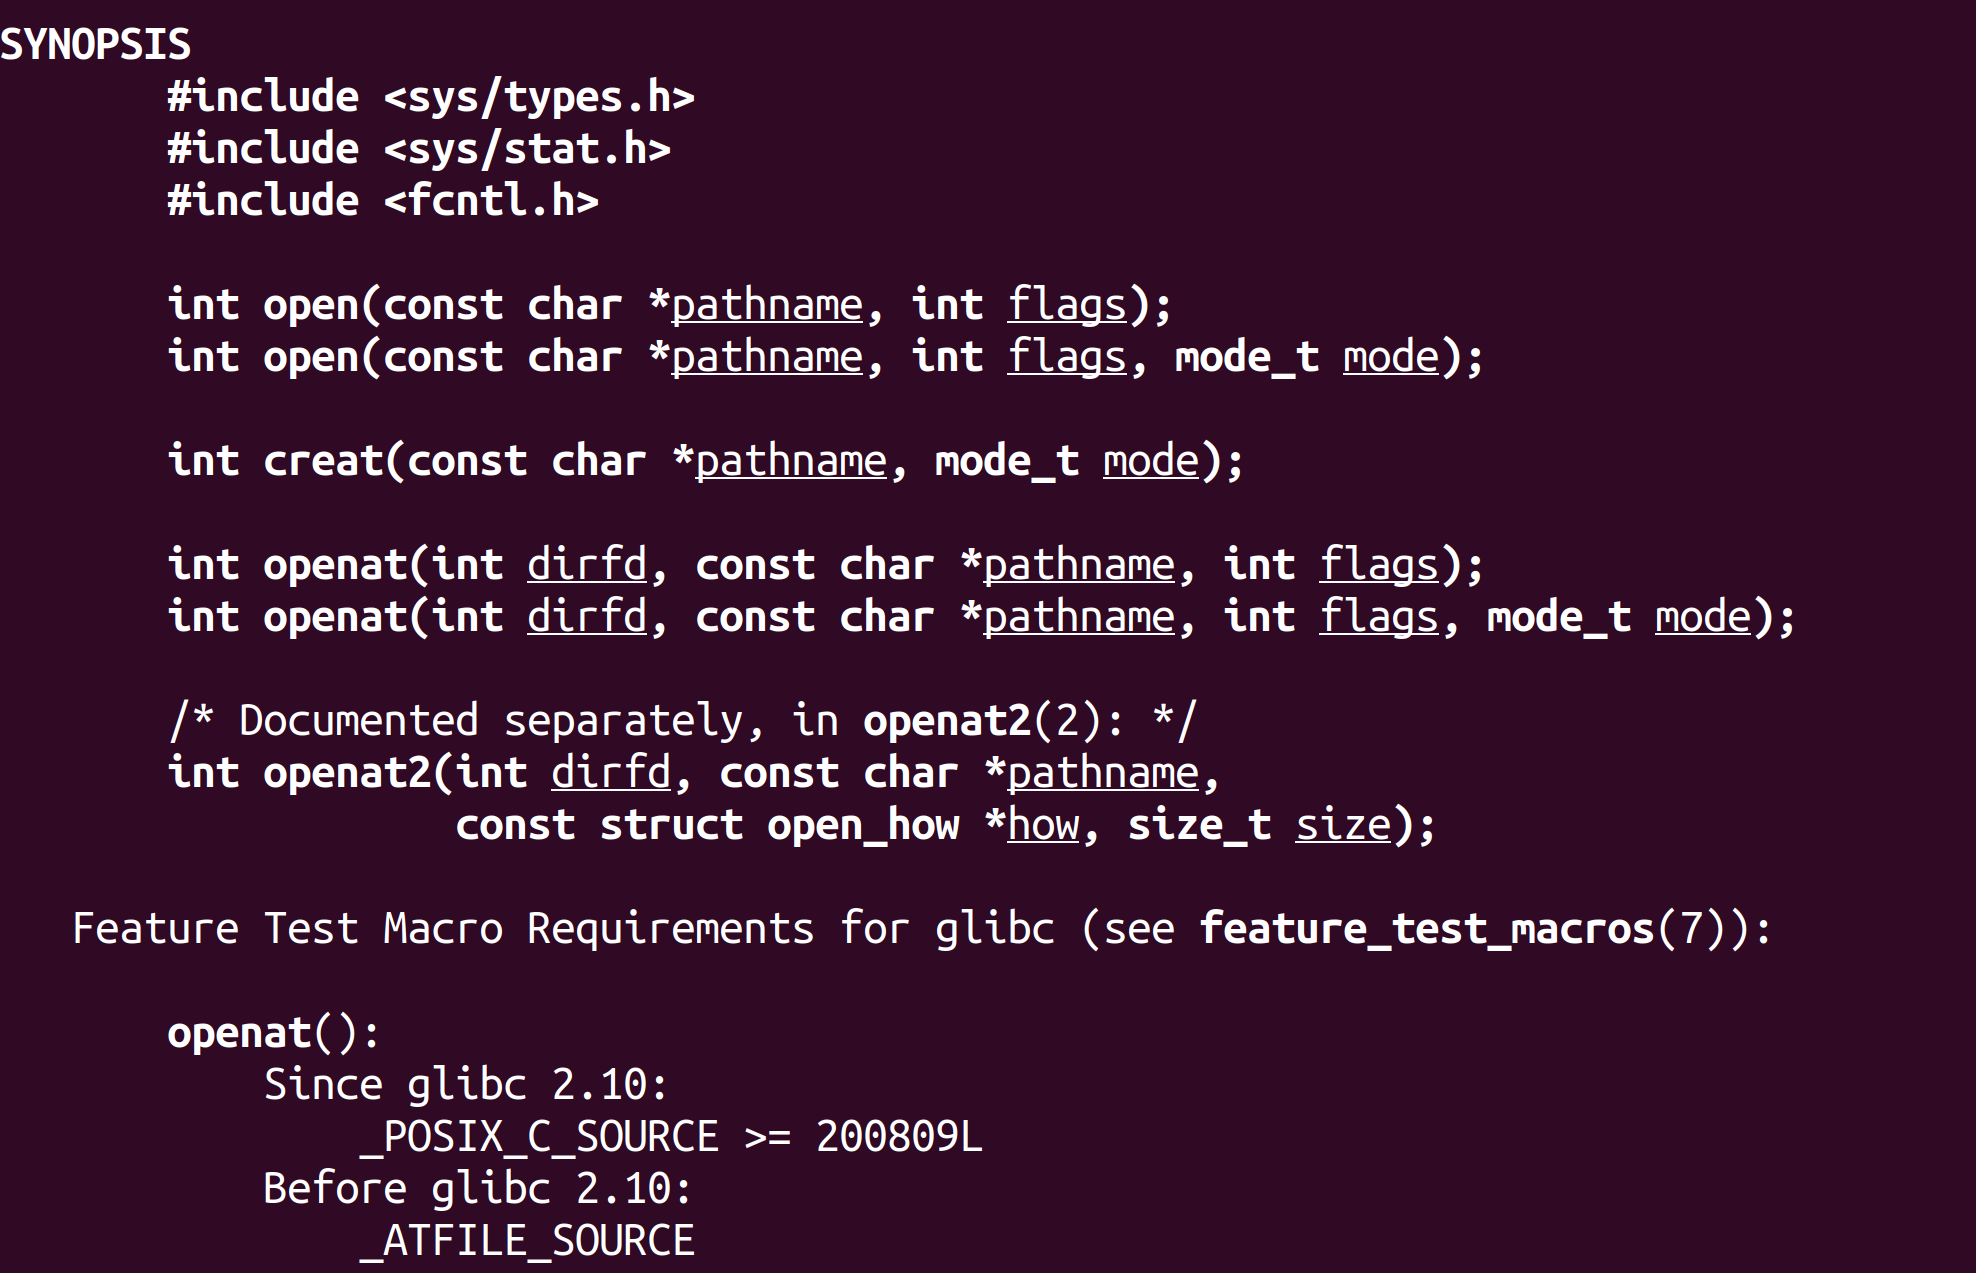 SYNOPSIS
#include <sys/types.h>
#include <sys/stat.h>
#include <fcntl.h>
int open(const char *pathname, int flags);
int open(const char *pathname, int flags, mode_t mode);
int creat(const char *pathname, mode_t mode);
int openat(int dirfd, const char *pathname, int flags);
int openat(int dirfd, const char *pathname, int flags, mode_t mode);
/* Documented separately, in openat2(2): */
int openat2(int dirfd, const char *pathname,
const struct open_how *how, size_t size);
Feature Test Macro Requirements for glibc (see feature_test_macros(7)):
openat():
Since glibc 2.10:
_POSIX_C_SOURCE >= 200809L
Before glibc 2.10:
_ATFILE_SOURCE